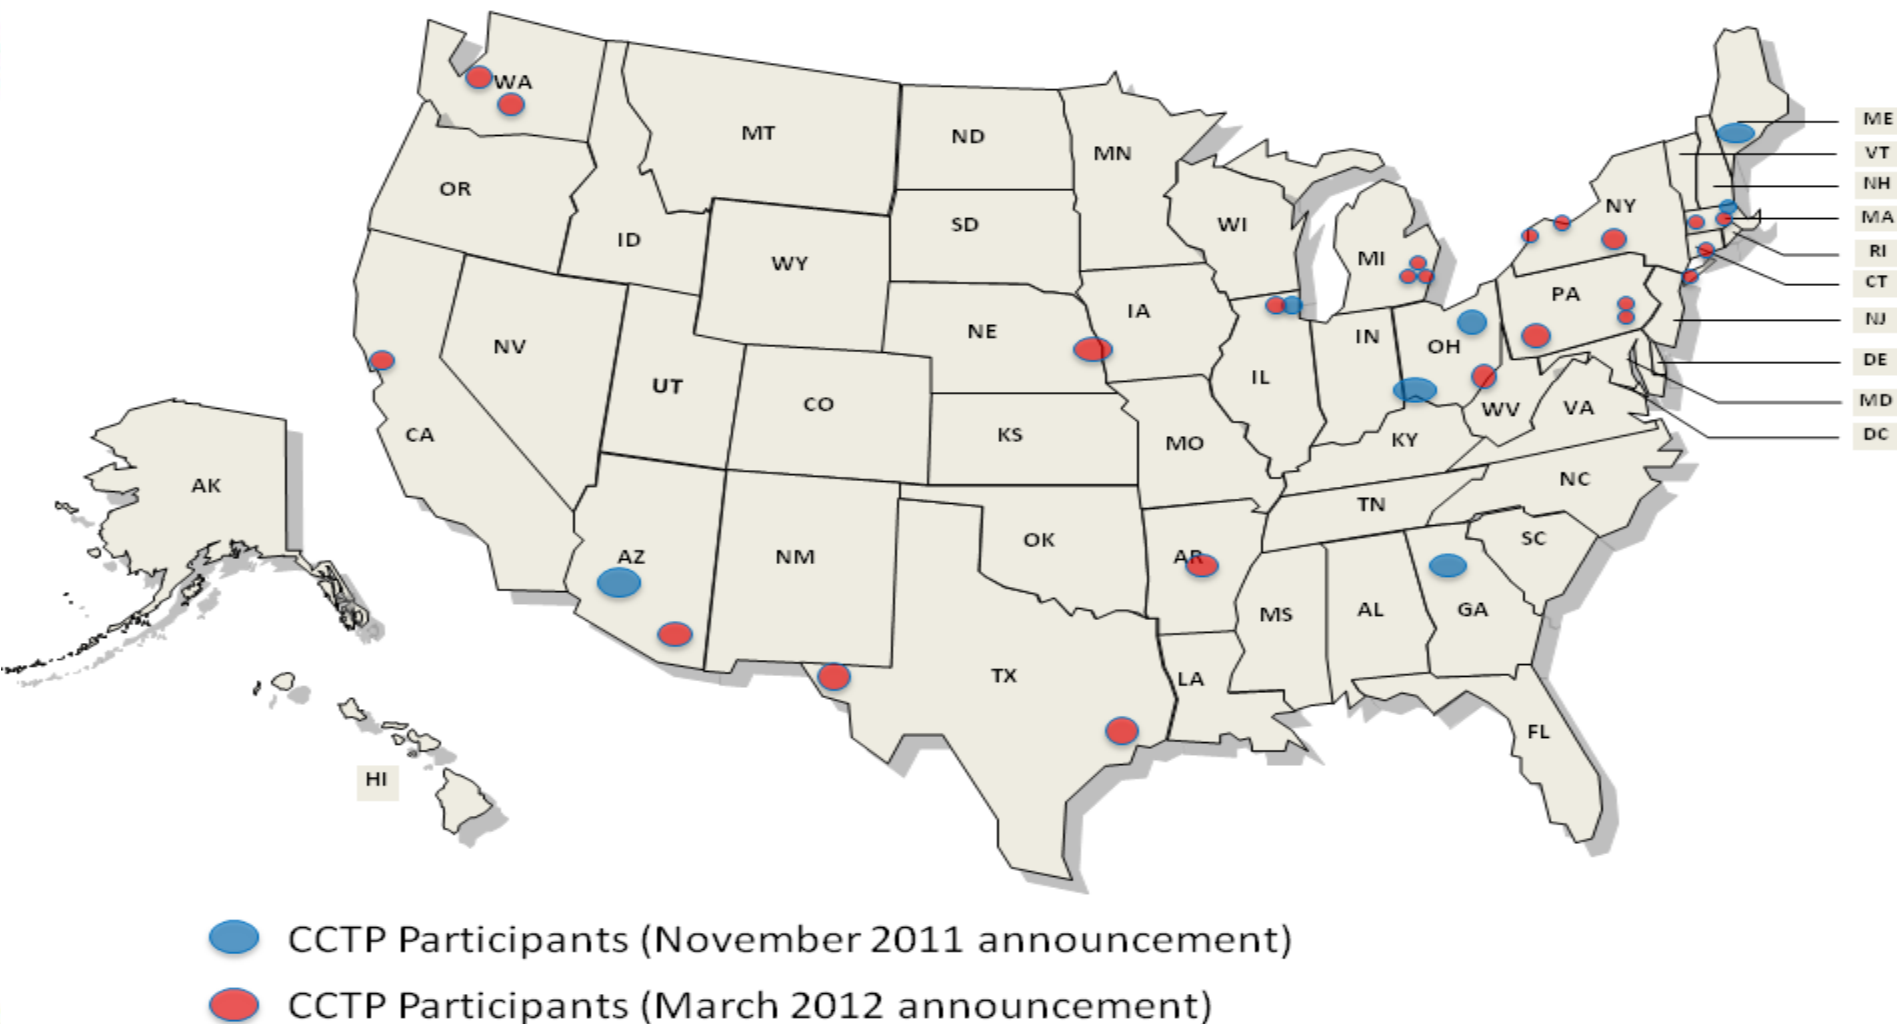 WA
MT
ND
MN
ME
VT
NH
MA
RI
CT
NJ
DE
MD
DC
OR
ID
WY
SD
WI
MI
NY
NV
UT
CO
NE
IA
IL
IN
OH
PA
CA
KS
MO
KY
WV
VA
AK
AZ
NM
OK
AR
TN
NC
SC
MS
AL
GA
TX
LA
FL
HI
CCTP Participants (November 2011 announcement)
CCTP Participants (March 2012 announcement)